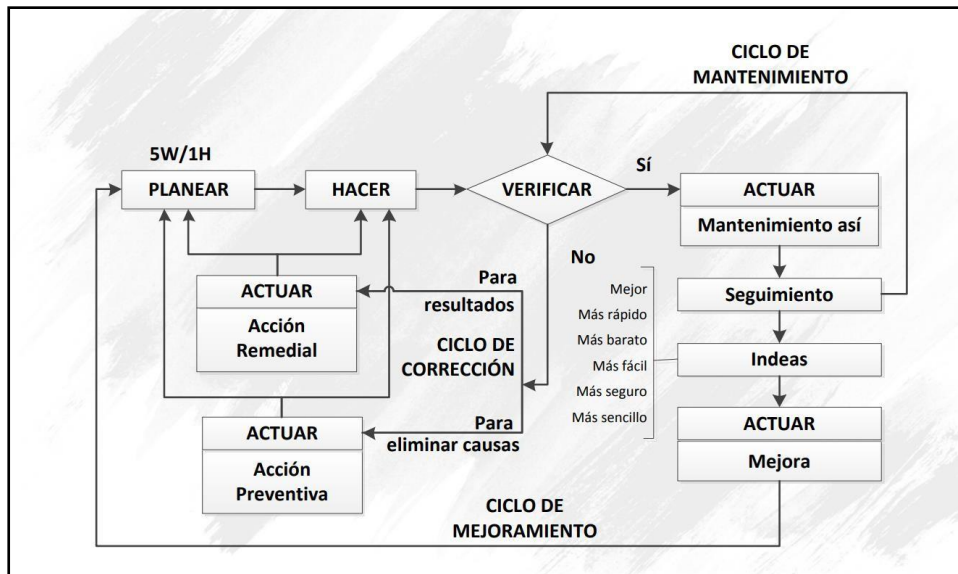 CICLO DE
MANTENIMIENTO
5W/1H
PLANEAR
HACER
VERIFICAR
Sí
ACTUAR
Mantenimiento así
No
Seguimiento
Mejor
Más rápido
Más barato
Más fácil
Más seguro
Más sencillo
Indeas
ACTUAR
Mejora
Para
resultados
CICLO DE
CORRECCIÓN
Para
eliminar causas
ACTUAR
Acción
Remedial
ACTUAR
Acción
Preventiva
CICLO DE
MEJORAMIENTO